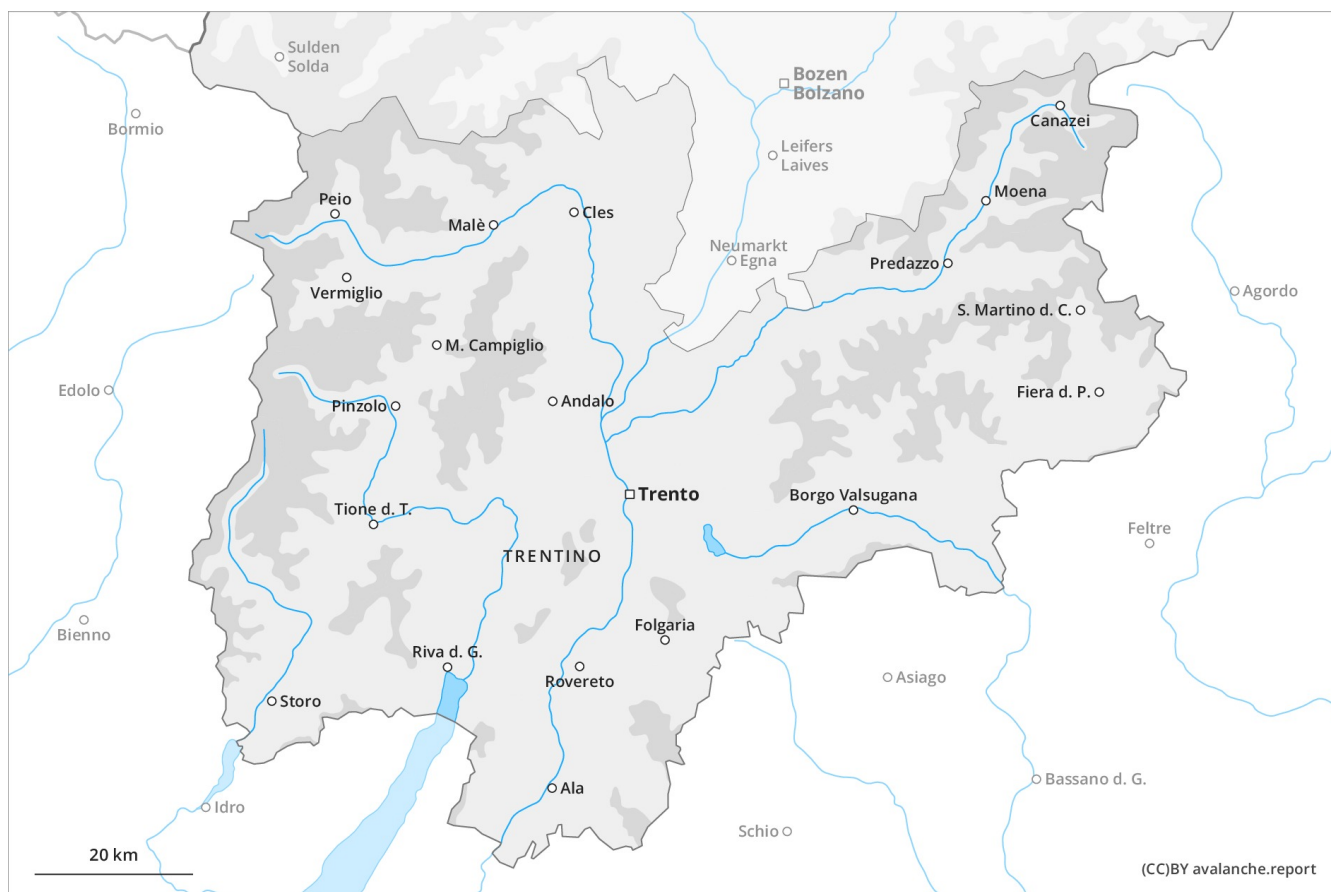 Sulden
Solda
Bozen
Bolzano
Bormio
Canazei
Leifers
Laives
Peio
Moena
Malè
Cles
Neumarkt
Egna
Predazzo
Vermiglio
Agordo
S. Martino d. C.
M. Campiglio
Edolo
Fiera d. P.
Andalo
Pinzolo
Trento
Borgo Valsugana
Tione d. T.
Feltre
TRENTINO
Bienno
Folgaria
Riva d. G.
Asiago
Rovereto
Storo
Bassano d. G.
Ala
Idro
Schio
20 km
(CC)BY avalanche.report